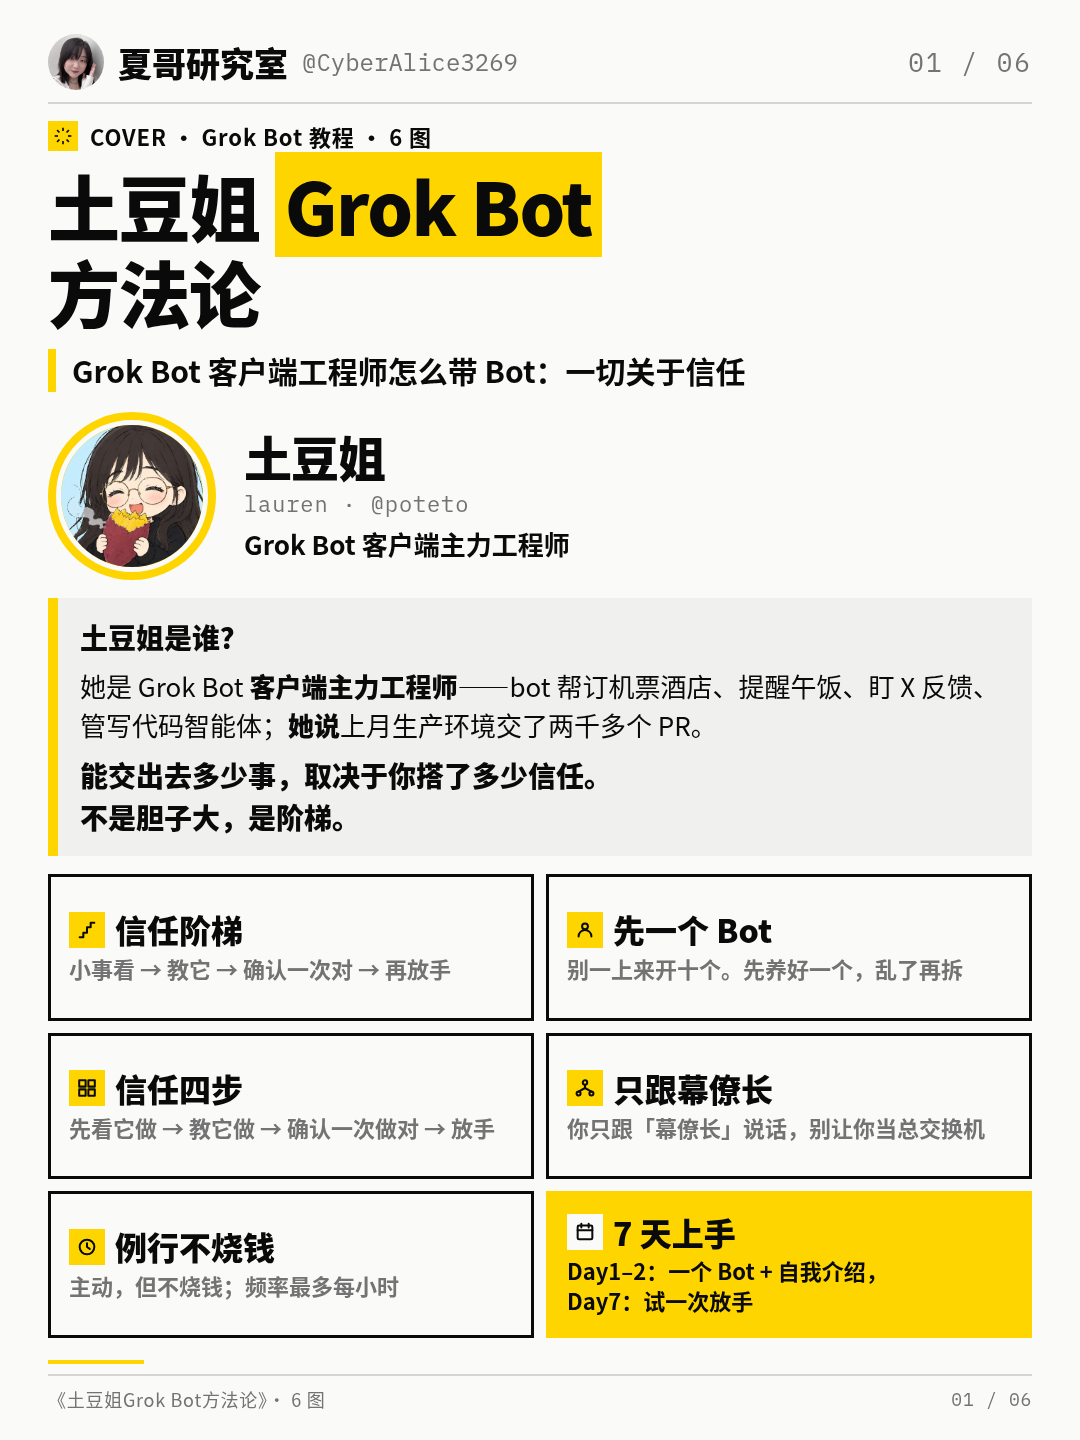 夏哥研究室 @CyberAlice3269 01 / 06
COVER · Grok Bot 教程 · 6 图
土豆姐 Grok Bot
方法论
Grok Bot 客户端工程师怎么带 Bot：一切关于信任
土豆姐
lauren · @poteto
Grok Bot 客户端主力工程师
土豆姐是谁?
她是 Grok Bot 客户端主力工程师——bot 帮订机票酒店、提醒午饭、盯 X 反馈、
管写代码智能体；她说上月生产环境交了两千多个 PR。
能交出去多少事，取决于你搭了多少信任。
不是胆子大，是阶梯。
信任阶梯
小事看 → 教它 → 确认一次对 → 再放手
先一个 Bot
别一上来开十个。先养好一个，乱了再拆
信任四步
先看它做 → 教它做 → 确认一次做对 → 放手
只跟幕僚长
你只跟「幕僚长」说话，别让你当总交换机
例行不烧钱
主动，但不烧钱；频率最多每小时
7 天上手
Day1–2：一个 Bot + 自我介绍，
Day7：试一次放手
《土豆姐Grok Bot方法论》· 6 图 01 / 06